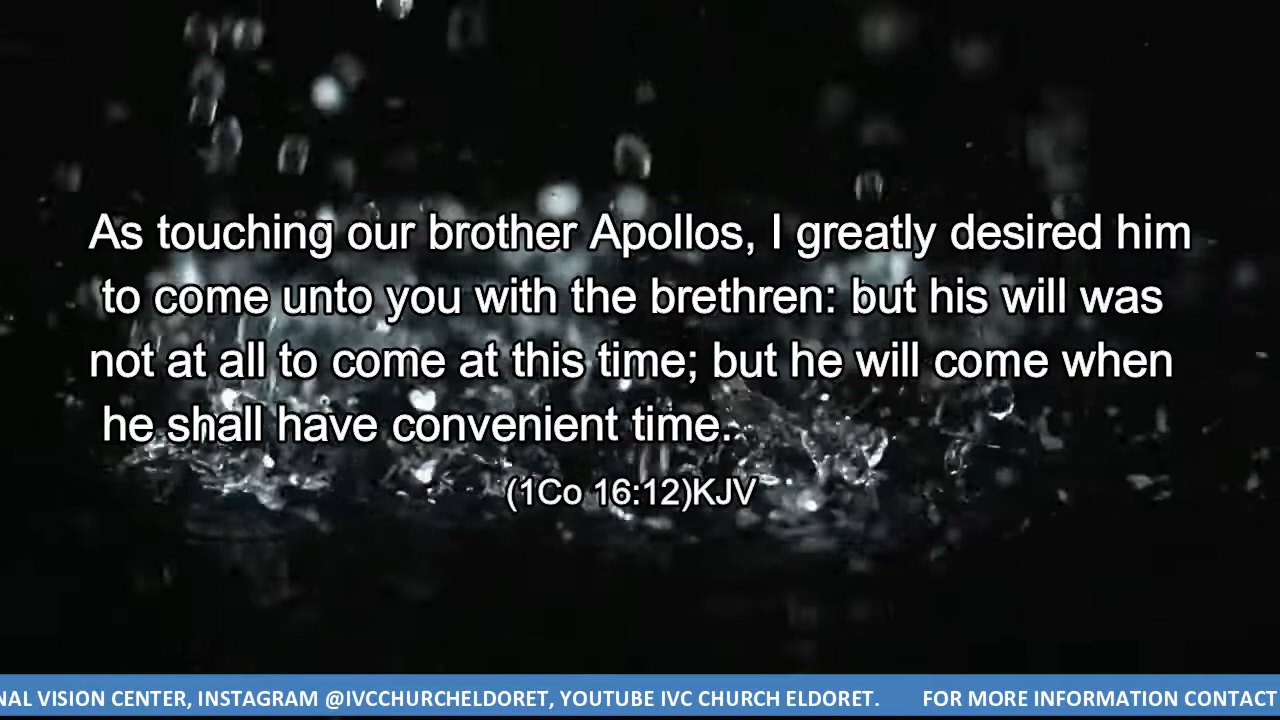 As touching our brother Apollos, I greatly desired him
to come unto you with the brethren: but his will was
not at all to come at this time; but he will come when
he shall have convenient time.
(1Co 16:12)KJV
NAL VISION CENTER, INSTAGRAM @IVCCHURCHELDORET, YOUTUBE IVC CHURCH ELDORET. FOR MORE INFORMATION CONTACT